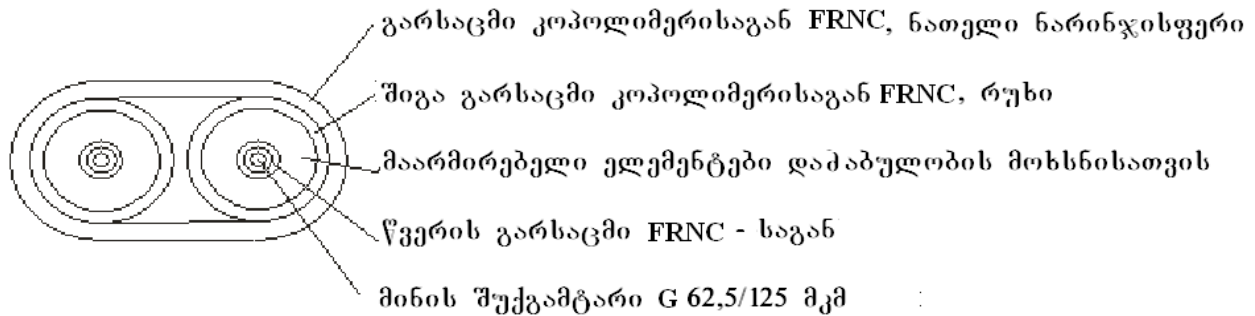 გარსაცმი კოპოლიმერისაგან FRNC, ნათელი ნარინჯისფერი
შიგა გარსაცმი კოპოლიმერისაგან FRNC, რუხი
მაარმირებელი ელემენტები დაძაბულობის მოხსნისათვის
წვერის გარსაცმი FRNC - საგან
მინის შუქგამტარი G 62,5/125 მკმ